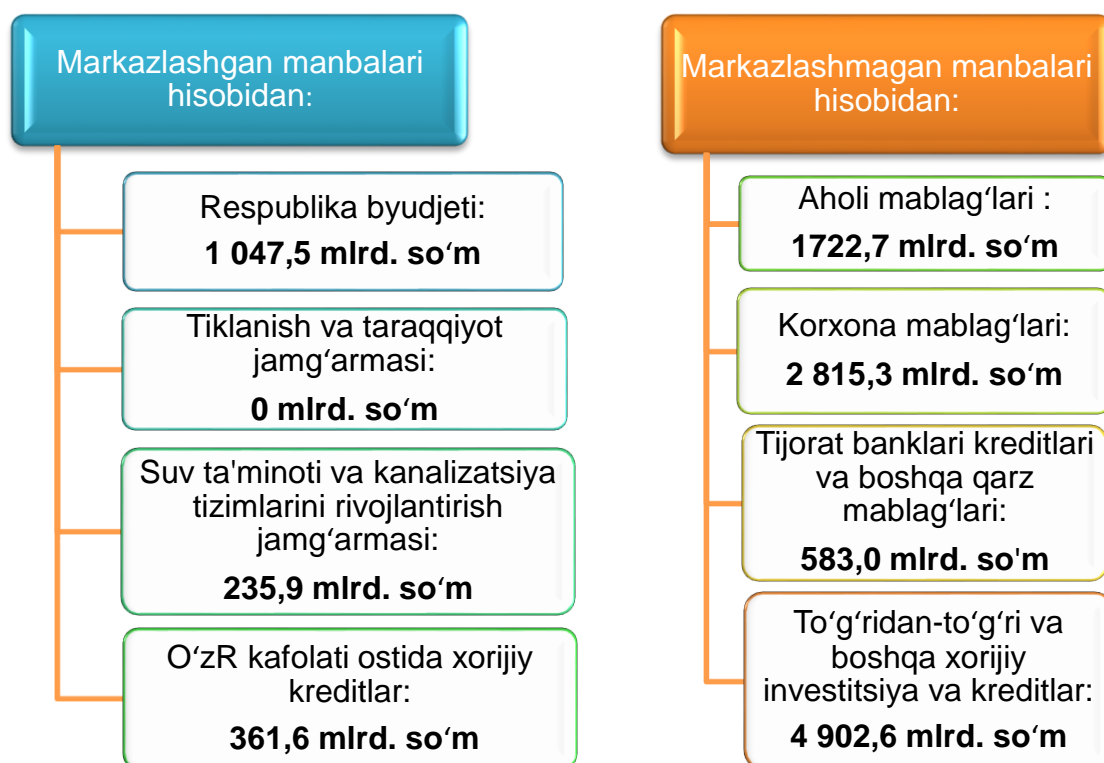 Markazlashgan manbalari
hisobidan:
Respublika byudjeti:
1 047,5 mlrd. so‘m
Tiklanish va taraqqiyot
jamg‘armasi:
0 mlrd. so‘m
Suv ta'minoti va kanalizatsiya
tizimlarini rivojlantirish
jamg‘armasi:
235,9 mlrd. so‘m
O‘zR kafolati ostida xorijiy
kreditlar:
361,6 mlrd. so‘m
Markazlashmagan manbalari
hisobidan:
Aholi mablag‘lari :
1722,7 mlrd. so‘m
Korxona mablag‘lari:
2 815,3 mlrd. so‘m
Tijorat banklari kreditlari
va boshqa qarz
mablag‘lari:
583,0 mlrd. so'm
To‘g‘ridan-to‘g‘ri va
boshqa xorijiy
investitsiya va kreditlar:
4 902,6 mlrd. so‘m